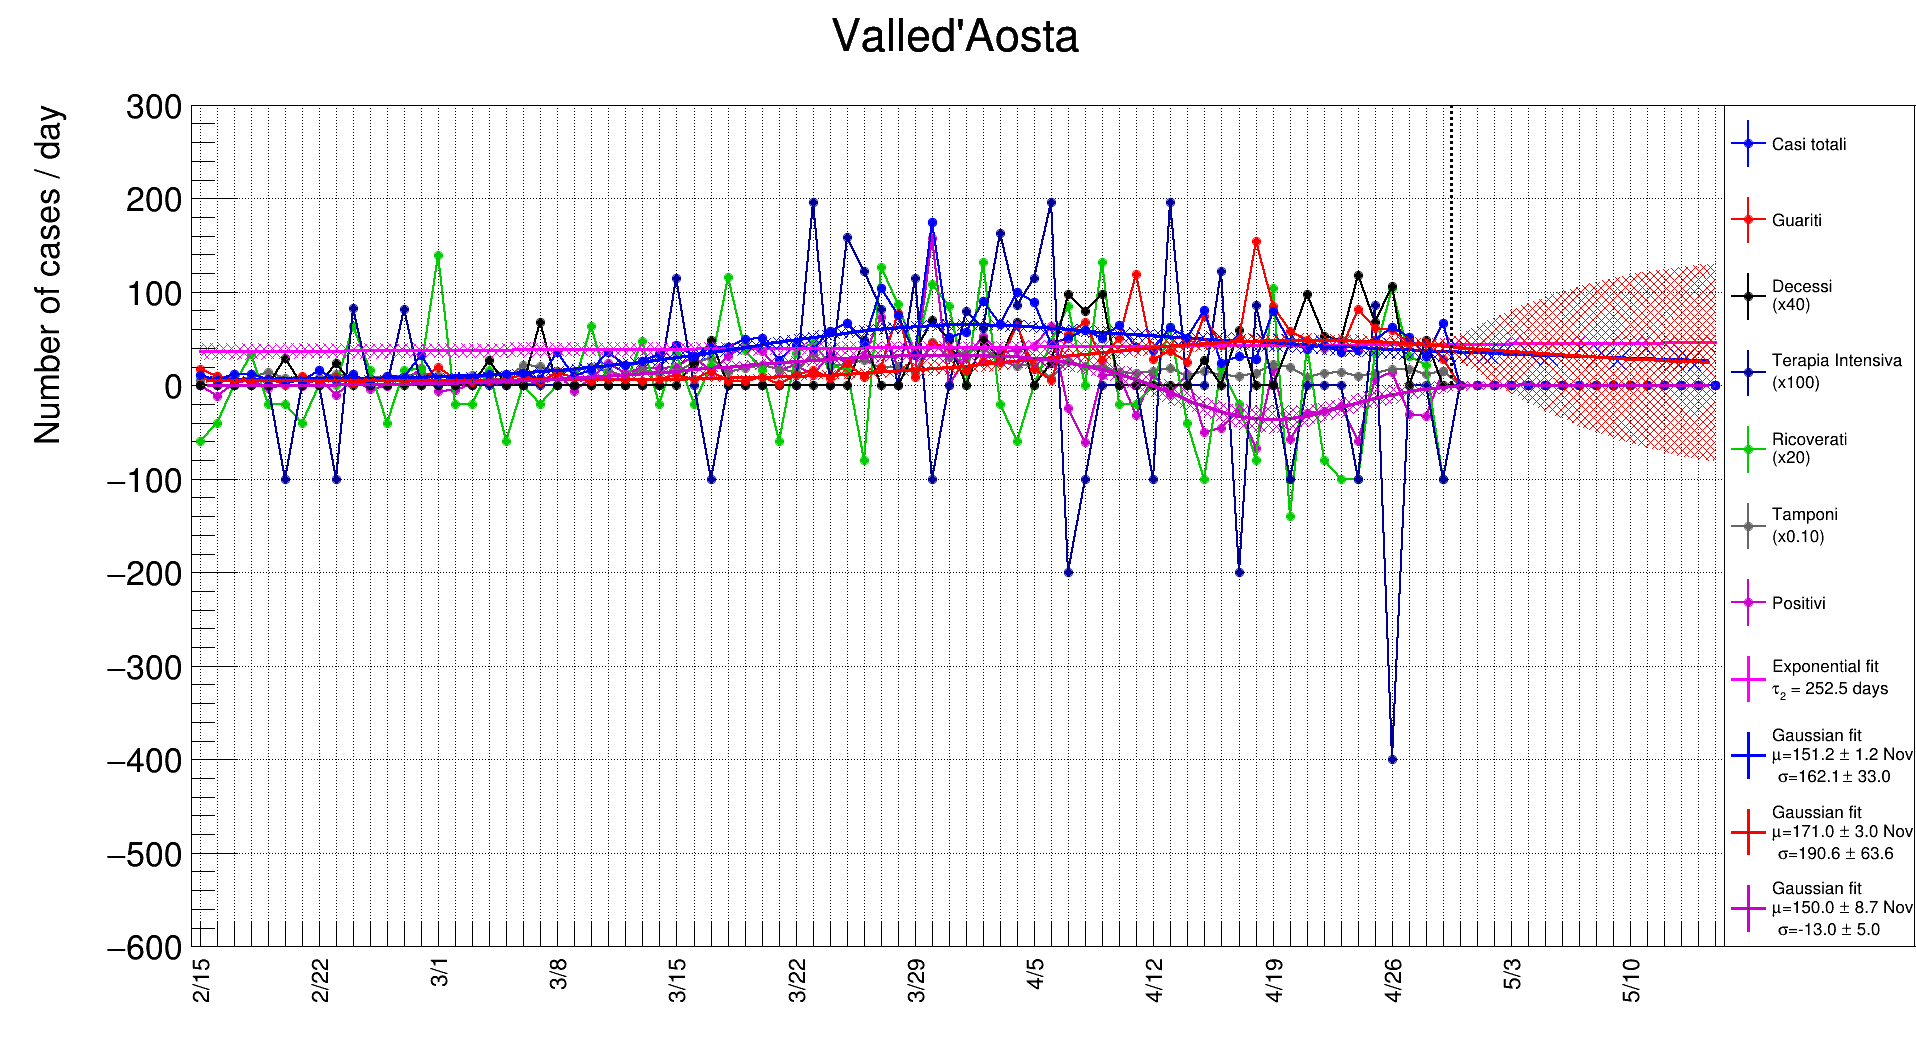 Valled'Aosta
Number of cases / day
300
200
100
0
−100
−200
−300
−400
−500
−600
2/15
2/22
3/1
3/8
3/15
3/22
3/29
4/5
4/12
4/19
4/26
5/3
5/10
Casi totali
Guariti
Decessi
(x40)
Terapia Intensiva
(x100)
Ricoverati
(x20)
Tamponi
(x0.10)
Positivi
Exponential fit
τ2 = 252.5 days
Gaussian fit
μ=151.2 ± 1.2 Nov
σ=162.1 ± 33.0
Gaussian fit
μ=171.0 ± 3.0 Nov
σ=190.6 ± 63.6
Gaussian fit
μ=150.0 ± 8.7 Nov
σ=-13.0 ± 5.0